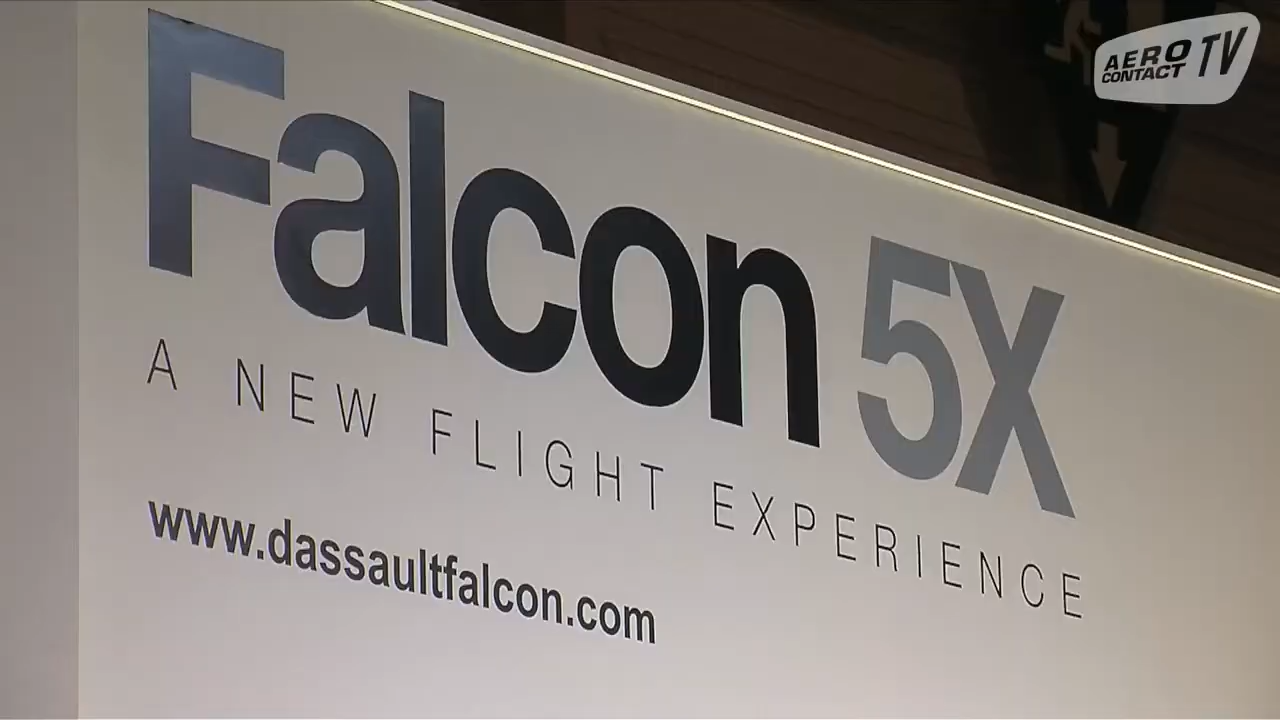 AERO
CONTACT TV
Falcon 5X
A NEW FLIGHT EXPERIENCE
www.dassaultfalcon.com